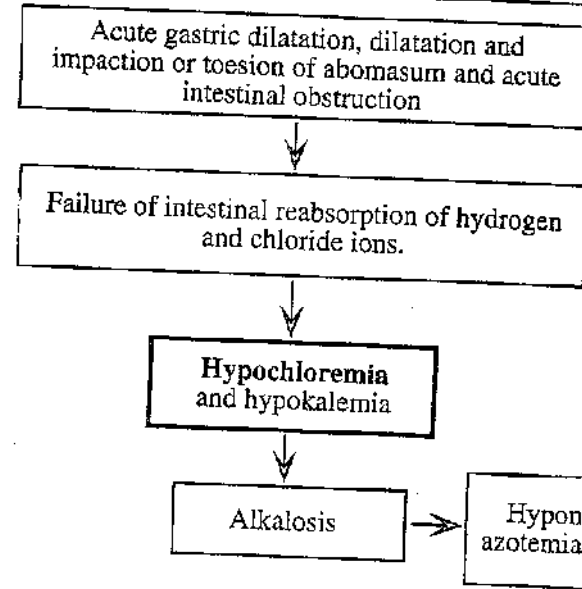 Acute gastric dilatation, dilatation and
impaction or toesion of abomasum and acute
intestinal obstruction
Failure of intestinal reabsorption of hydrogen
and chloride ions.
Hypochloremia
and hypokalemia
Alkalosis
Hypon
azotemia